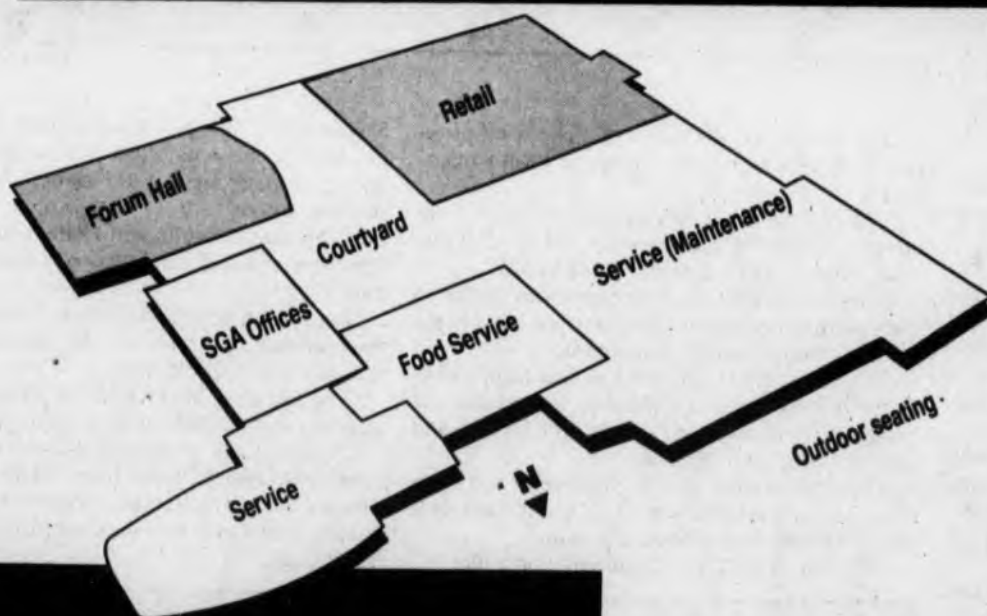 Retail
Forum Hall
Courtyard
Service (Maintenance)
SGA Offices
Food Service
Outdoor seating
N
Service